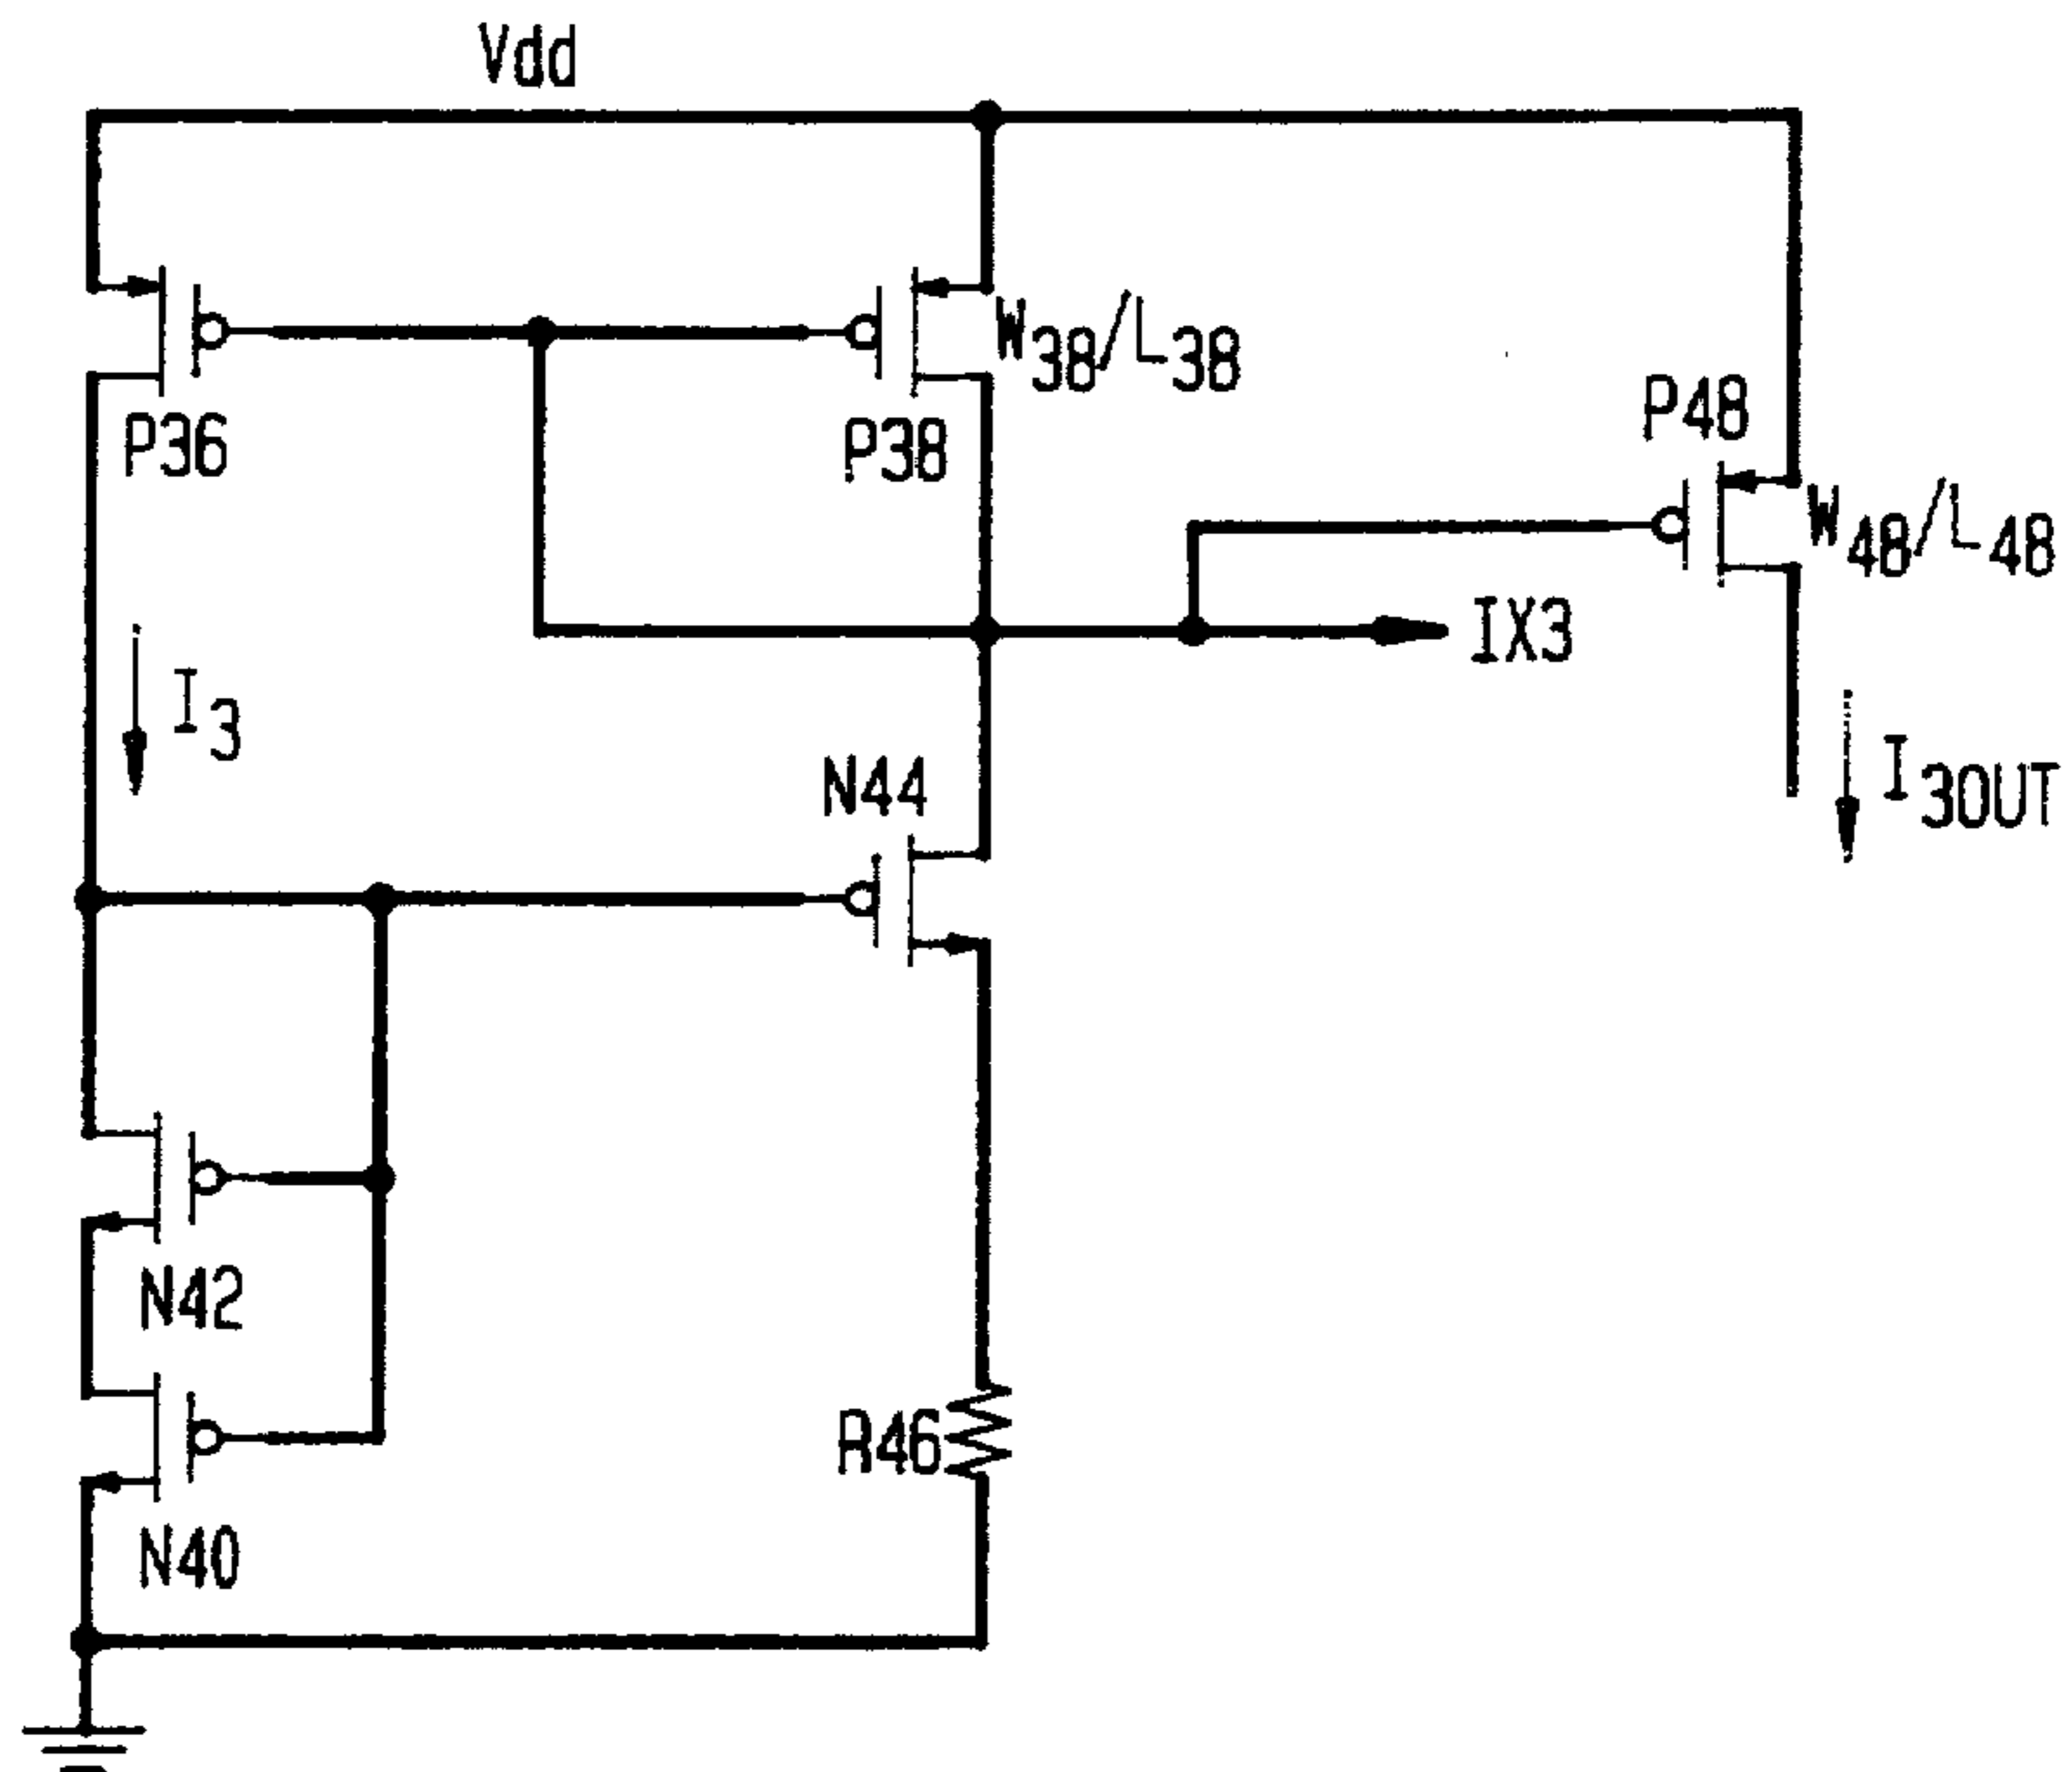 Vdd
W38/L38
P36
P38
P48
W48/L48
IX3
I3
N44
I3OUT
N42
R46
N40